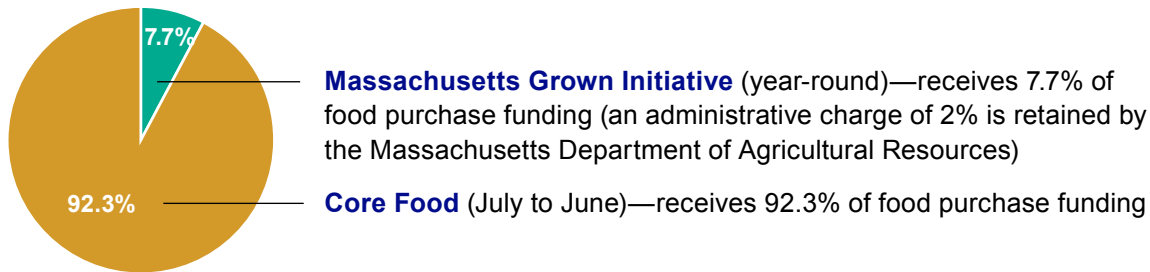 7.7%
Massachusetts Grown Initiative (year-round)—receives 7.7% of
food purchase funding (an administrative charge of 2% is retained by
the Massachusetts Department of Agricultural Resources)
92.3%
Core Food (July to June)—receives 92.3% of food purchase funding